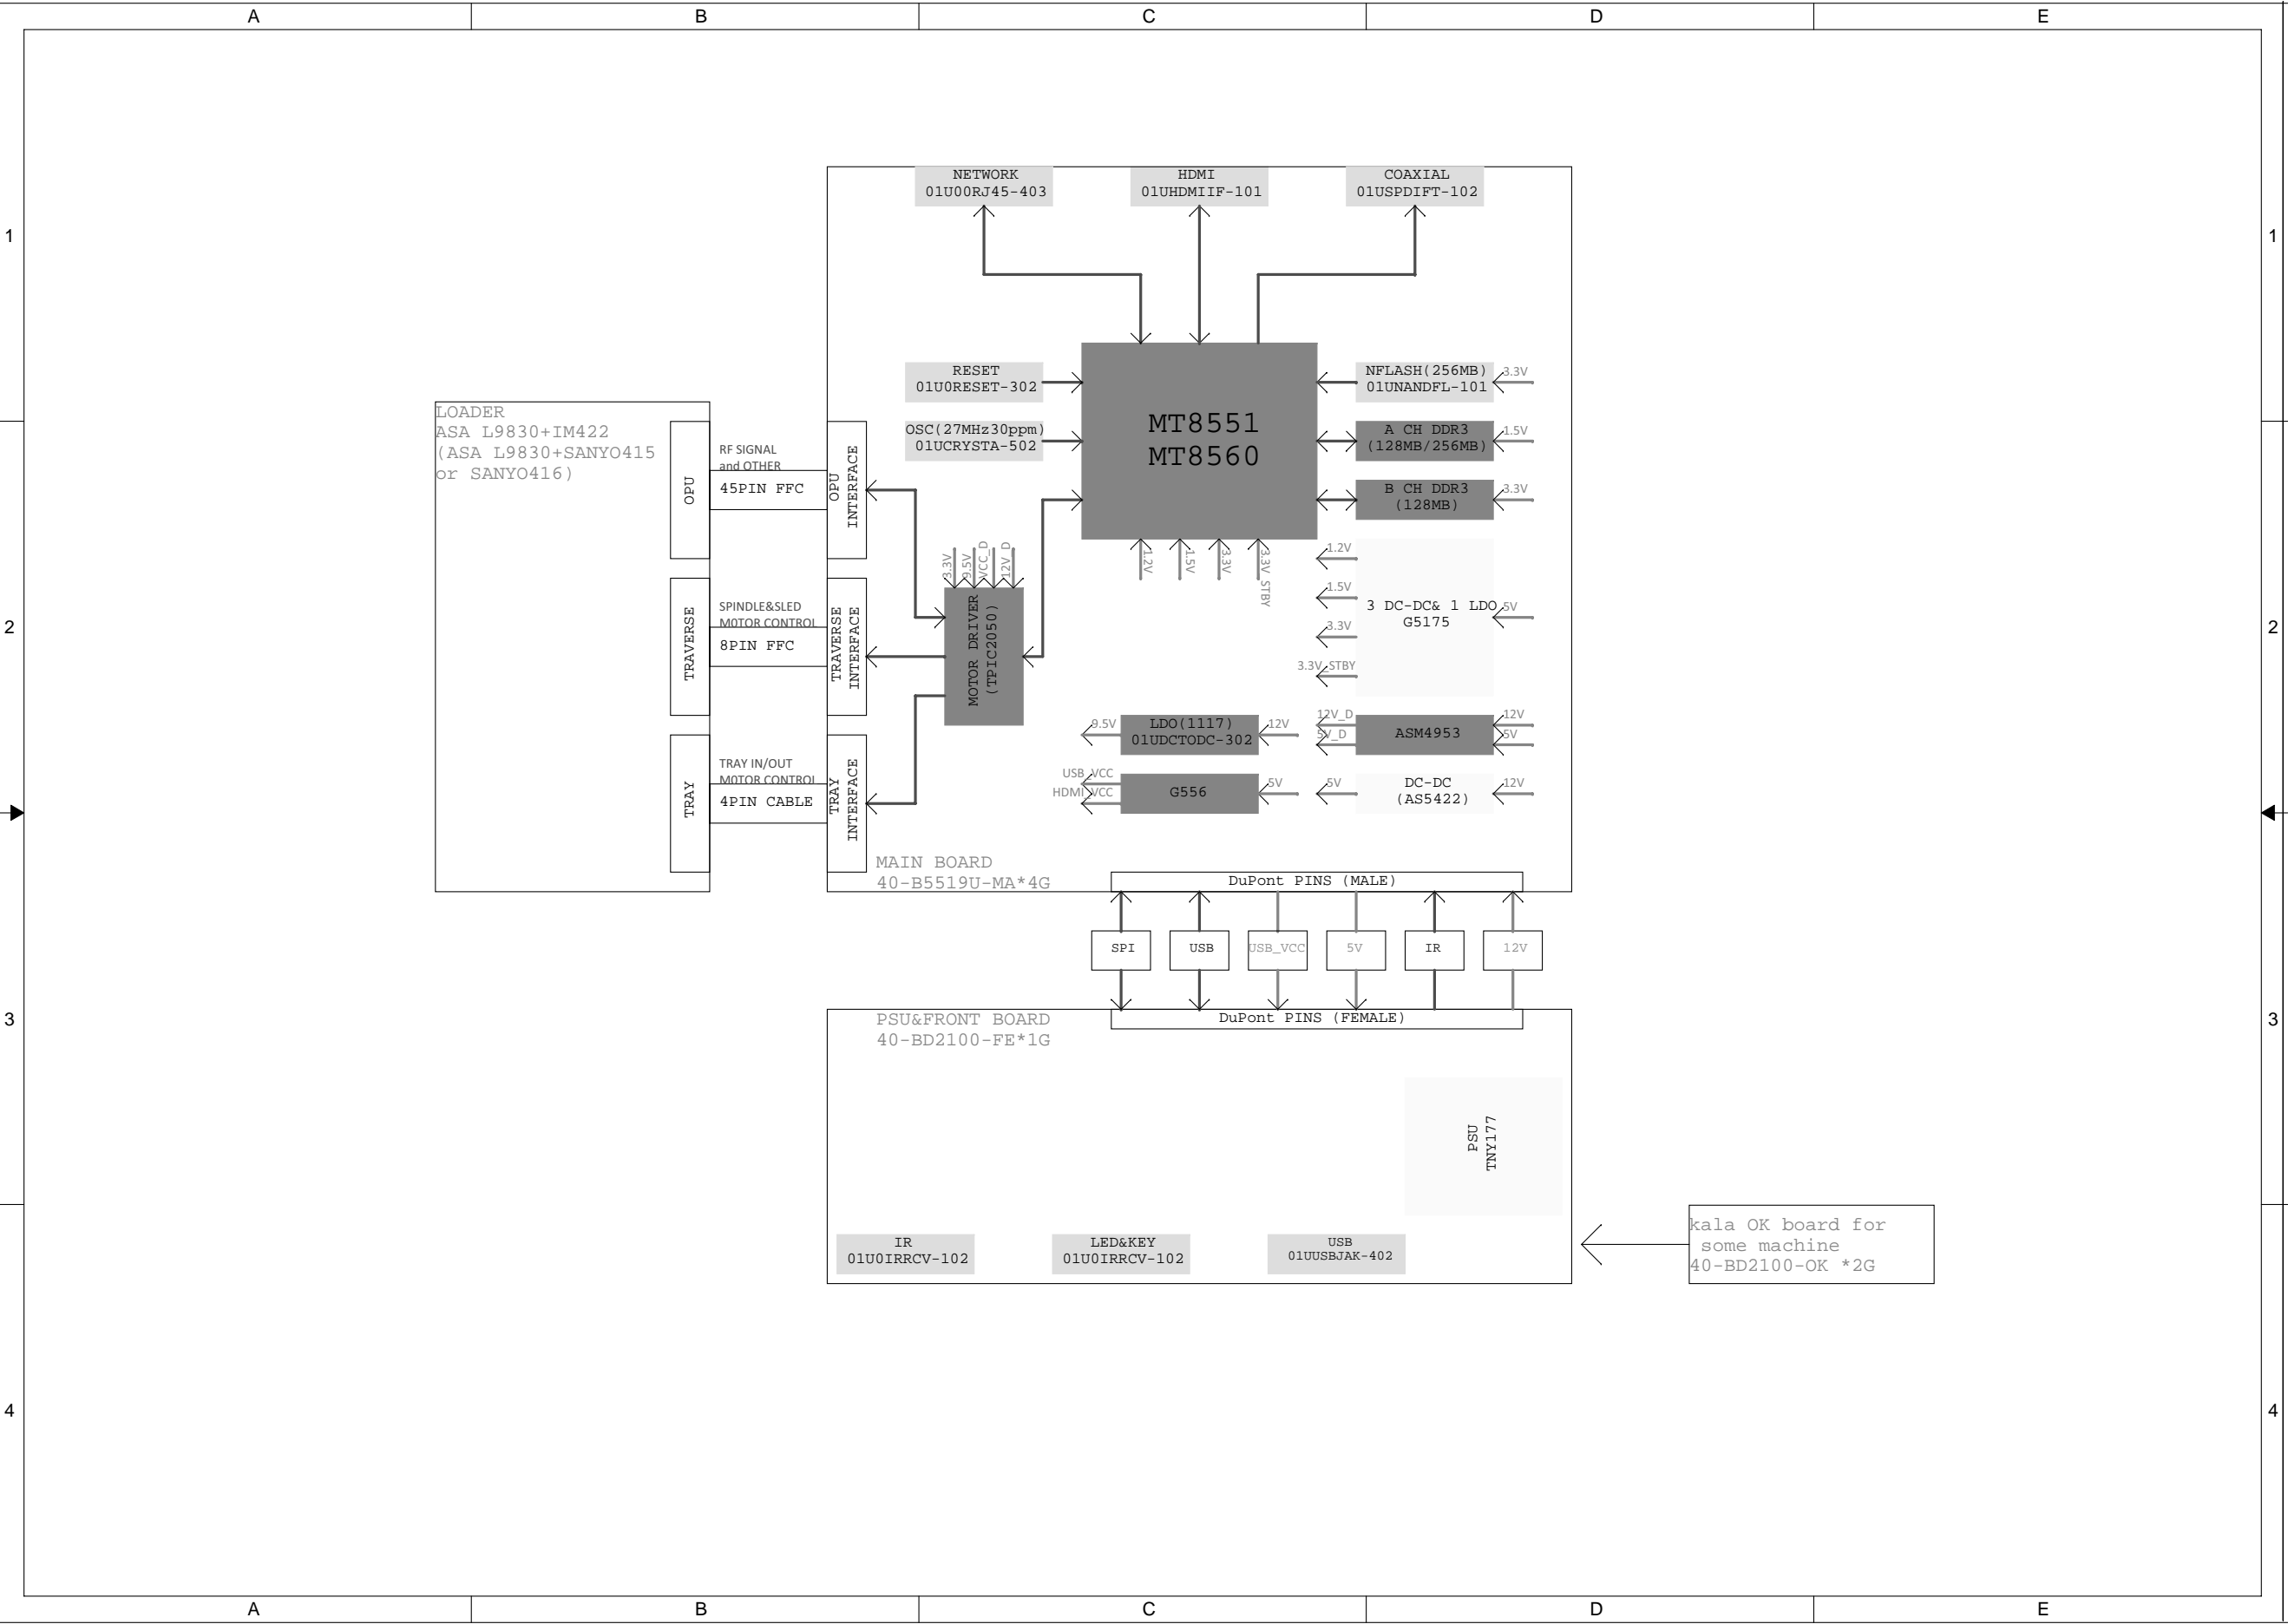 A B C D E
NETWORK
01U00RJ45-403
HDMI
01UHDMIIF-101
COAXIAL
01USPDIFT-102
1 1
RESET
01U0RESET-302
NFLASH(256MB)
01UNANDFL-101
3.3V
MT8551
MT8560
OSC(27MHz30ppm)
01UCRYSTA-502
A CH DDR3
(128MB/256MB)
1.5V
B CH DDR3
(128MB)
3.3V
LOADER
ASA L9830+IM422
(ASA L9830+SANYO415
or SANYO416)
OPU
RF SIGNAL
and OTHER
45PIN FFC
OPU
INTERFACE
3.3V
9.5V
VCC_D
12V_D
1.2V
1.5V
3.3V
3.3V_STBY
1.2V
1.5V
3.3V
3.3V_STBY
3 DC-DC& 1 LDO
G5175
5V
2 2
TRAVERSE
SPINDLE&SLED
MOTOR CONTROL
8PIN FFC
TRAVERSE
INTERFACE
MOTOR DRIVER
(TPIC2050)
9.5V
LDO(1117)
01UDCTODC-302
12V
12V_D
5V_D
ASM4953
12V
5V
TRAY
TRAY IN/OUT
MOTOR CONTROL
4PIN CABLE
TRAY
INTERFACE
USB_VCC
HDMI_VCC
G556
5V
5V
DC-DC
(AS5422)
12V
MAIN BOARD
40-B5519U-MA*4G
DuPont PINS (MALE)
SPI
USB
USB_VCC
5V
IR
12V
3 3
PSU&FRONT BOARD
40-BD2100-FE*1G
DuPont PINS (FEMALE)
PSU
TNY177
IR
01U0IRRCV-102
LED&KEY
01U0IRRCV-102
USB
01UUSBJAK-402
kala OK board for
some machine
40-BD2100-OK *2G
4 4
A B C D E